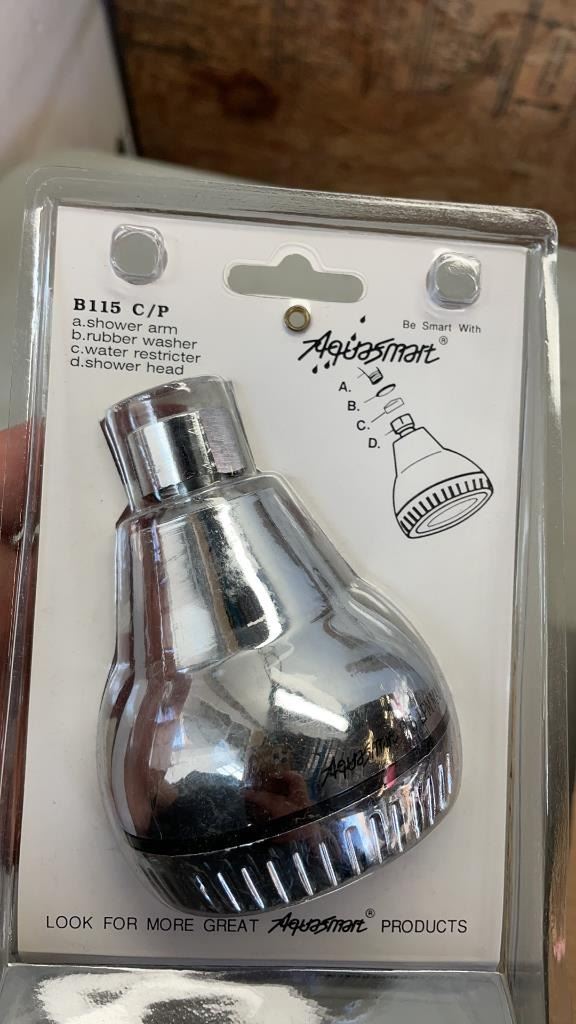 B115 C/P
a.shower arm
b.rubber washer
c.water restricter
d.shower head
Be Smart With
Aquasmart®
A.
B.
C.
D.
Aquasmart
LOOK FOR MORE GREAT Aquasmart® PRODUCTS